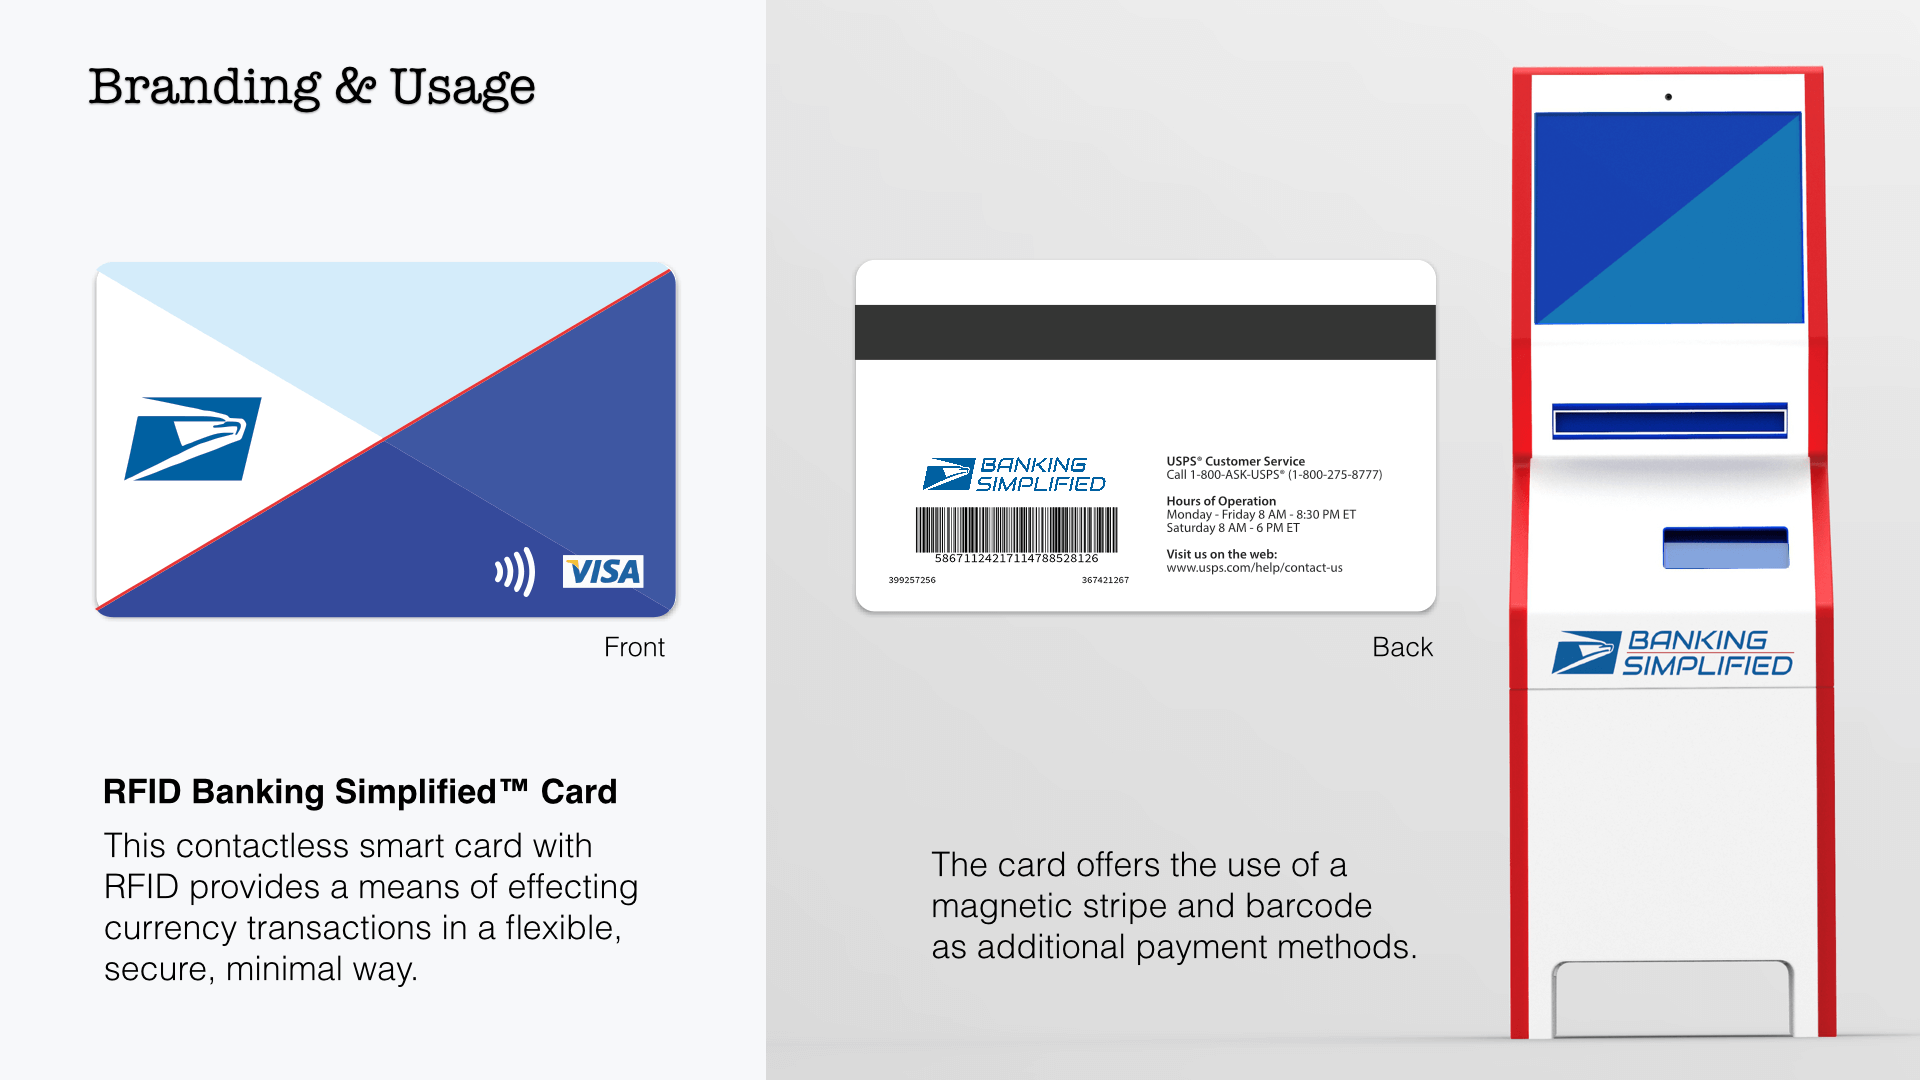 Branding & Usage
VISA
Front
RFID Banking Simplified™ Card
This contactless smart card with
RFID provides a means of effecting
currency transactions in a flexible,
secure, minimal way.
BANKING
SIMPLIFIED
58671124217114788528126
399257256
367421267
USPS® Customer Service
Call 1-800-ASK-USPS® (1-800-275-8777)
Hours of Operation
Monday - Friday 8 AM - 8:30 PM ET
Saturday 8 AM - 6 PM ET
Visit us on the web:
www.usps.com/help/contact-us
Back
The card offers the use of a
magnetic stripe and barcode
as additional payment methods.
BANKING
SIMPLIFIED